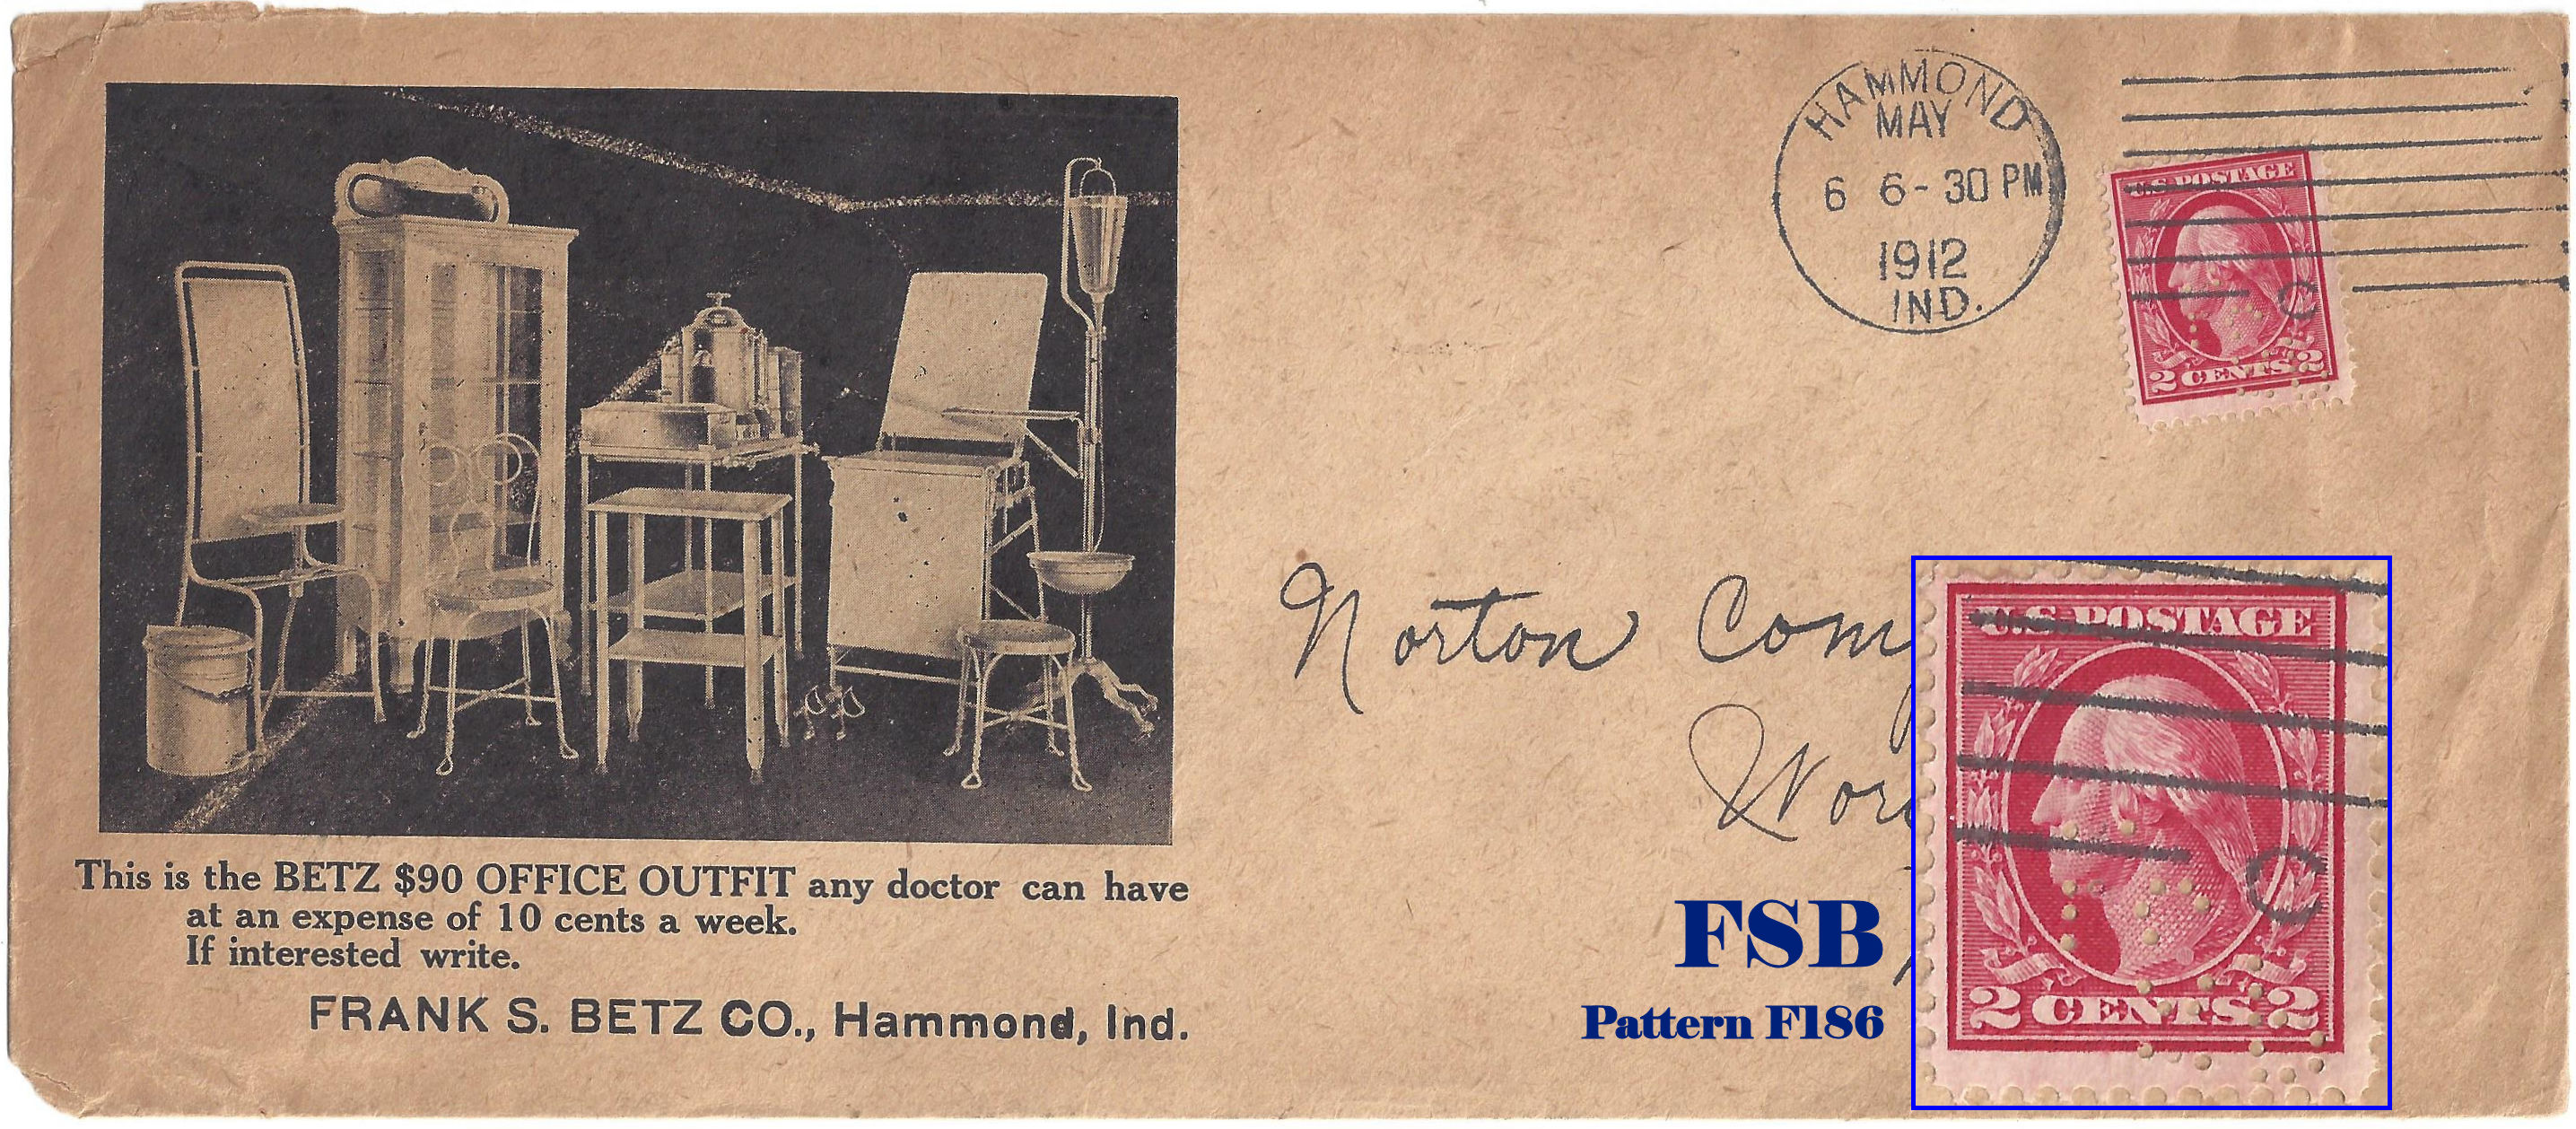 HAMMOND
MAY
6 6-30 PM
1912
IND.
U.S. POSTAGE
2 CENTS 2
C
Norton Com
Wor
U.S. POSTAGE
2 CENTS 2
C
This is the BETZ $90 OFFICE OUTFIT any doctor can have
at an expense of 10 cents a week.
If interested write.
FRANK S. BETZ CO., Hammond, Ind.
FSB
Pattern F186